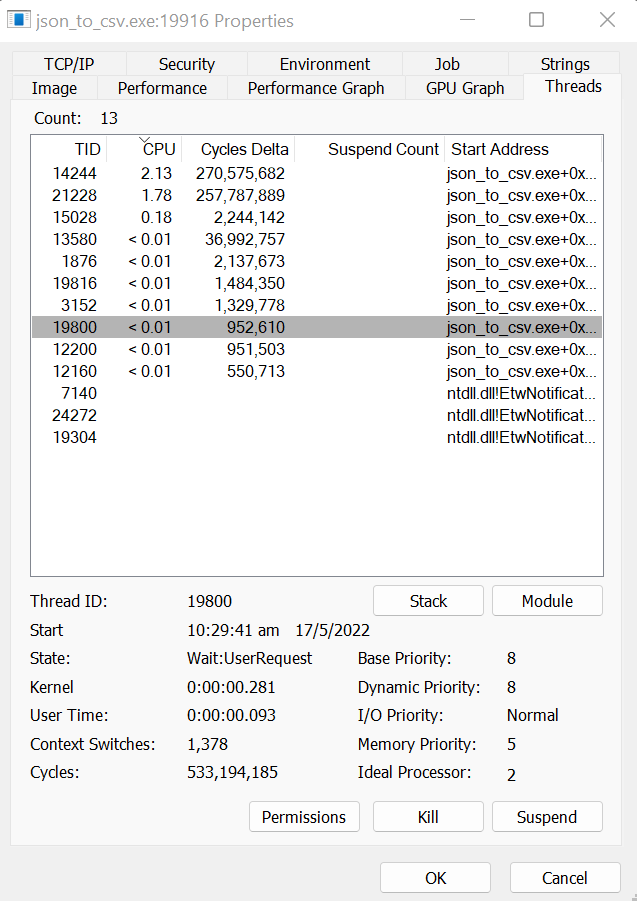 json_to_csv.exe:19916 Properties
TCP/IP Security Environment Job Strings
Image Performance Performance Graph GPU Graph Threads
Count: 13
TID CPU Cycles Delta Suspend Count Start Address
14244 2.13 270,575,682 json_to_csv.exe+0x...
21228 1.78 257,787,889 json_to_csv.exe+0x...
15028 0.18 2,244,142 json_to_csv.exe+0x...
13580 < 0.01 36,992,757 json_to_csv.exe+0x...
1876 < 0.01 2,137,673 json_to_csv.exe+0x...
19816 < 0.01 1,484,350 json_to_csv.exe+0x...
3152 < 0.01 1,329,778 json_to_csv.exe+0x...
19800 < 0.01 952,610 json_to_csv.exe+0x...
12200 < 0.01 951,503 json_to_csv.exe+0x...
12160 < 0.01 550,713 json_to_csv.exe+0x...
7140 ntdll.dll!EtwNotificat...
24272 ntdll.dll!EtwNotificat...
19304 ntdll.dll!EtwNotificat...
Thread ID: 19800 Stack Module
Start 10:29:41 am 17/5/2022
State: Wait:UserRequest Base Priority: 8
Kernel 0:00:00.281 Dynamic Priority: 8
User Time: 0:00:00.093 I/O Priority: Normal
Context Switches: 1,378 Memory Priority: 5
Cycles: 533,194,185 Ideal Processor: 2
Permissions Kill Suspend
OK Cancel